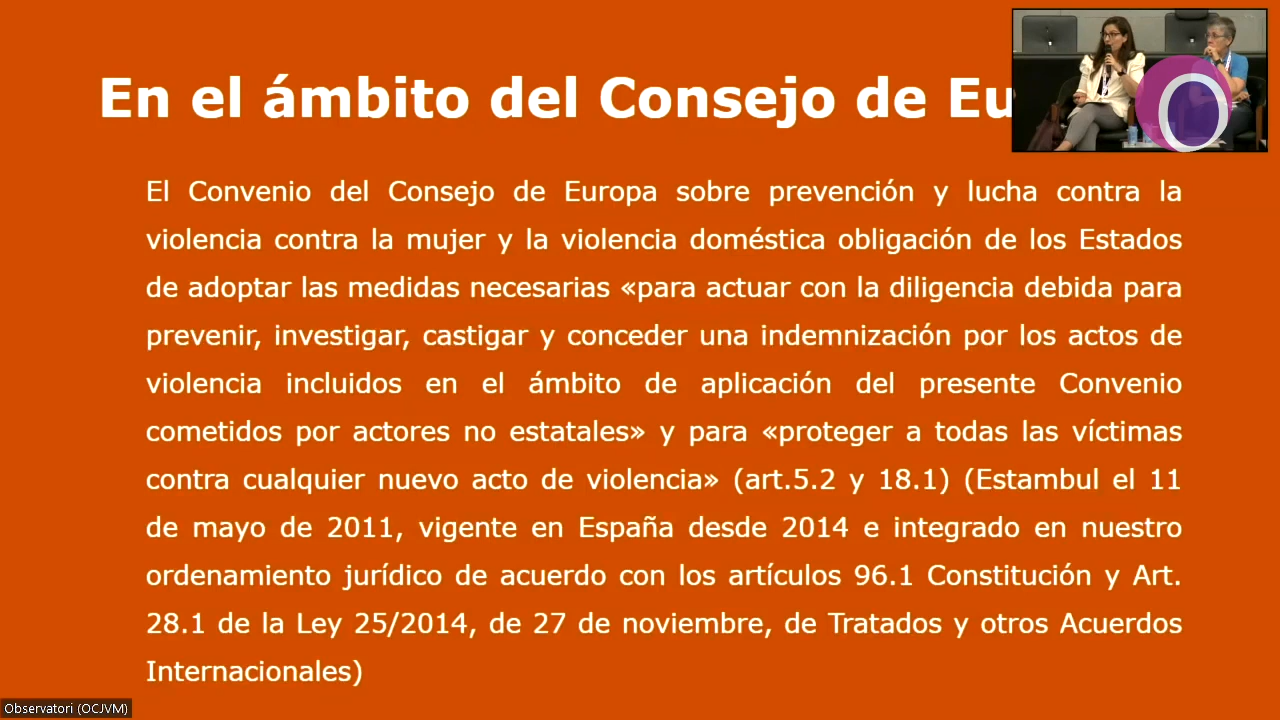 En el ámbito del Consejo de Eu
El Convenio del Consejo de Europa sobre prevención y lucha contra la
violencia contra la mujer y la violencia doméstica obligación de los Estados
de adoptar las medidas necesarias «para actuar con la diligencia debida para
prevenir, investigar, castigar y conceder una indemnización por los actos de
violencia incluidos en el ámbito de aplicación del presente Convenio
cometidos por actores no estatales» y para «proteger a todas las víctimas
contra cualquier nuevo acto de violencia» (art.5.2 y 18.1) (Estambul el 11
de mayo de 2011, vigente en España desde 2014 e integrado en nuestro
ordenamiento jurídico de acuerdo con los artículos 96.1 Constitución y Art.
28.1 de la Ley 25/2014, de 27 de noviembre, de Tratados y otros Acuerdos
Internacionales)
Observatori (OCJVM)